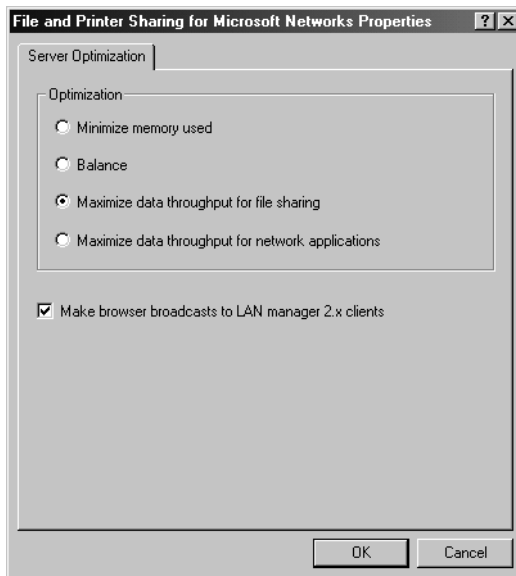 File and Printer Sharing for Microsoft Networks Properties
Server Optimization
Optimization
Minimize memory used
Balance
Maximize data throughput for file sharing
Maximize data throughput for network applications
Make browser broadcasts to LAN manager 2.x clients
OK
Cancel